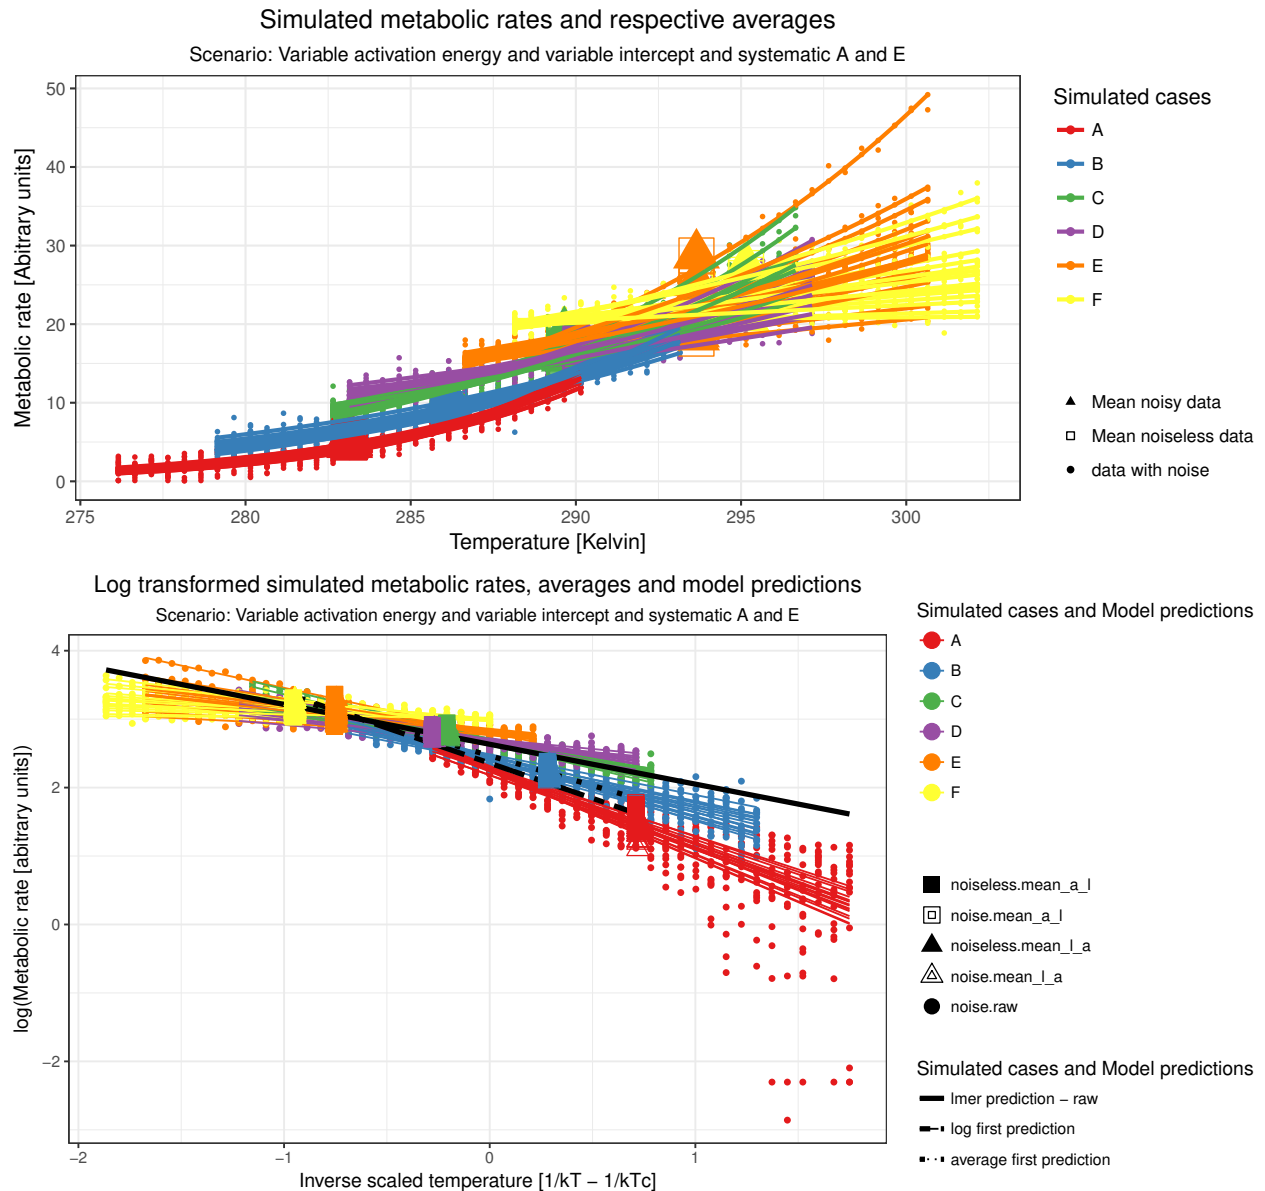 Simulated metabolic rates and respective averages
Scenario: Variable activation energy and variable intercept and systematic A and E
Metabolic rate [Abitrary units]
50
40
30
20
10
0
275
280
285
290
295
300
Temperature [Kelvin]
Simulated cases
A
B
C
D
E
F
Mean noisy data
Mean noiseless data
data with noise
Log transformed simulated metabolic rates, averages and model predictions
Scenario: Variable activation energy and variable intercept and systematic A and E
log(Metabolic rate [abitrary units])
4
2
0
−2
−2
−1
0
1
Inverse scaled temperature [1/kT − 1/kTc]
Simulated cases and Model predictions
A
B
C
D
E
F
noiseless.mean_a_l
noise.mean_a_l
noiseless.mean_l_a
noise.mean_l_a
noise.raw
Simulated cases and Model predictions
lmer prediction − raw
log first prediction
average first prediction